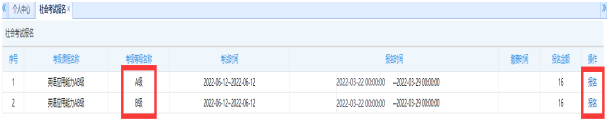 个人中心 社会考试报名 ×
社会考试报名
序号 考级课程名称 考级等级名称 考试时间 报名时间 缴费时间 报名金额 操作
1 英语应用能力AB级 A级 2022-06-12--2022-06-12 2022-03-22 00:00:00 --2022-03-29 00:00:00 16 报名
2 英语应用能力AB级 B级 2022-06-12--2022-06-12 2022-03-22 00:00:00 --2022-03-29 00:00:00 16 报名